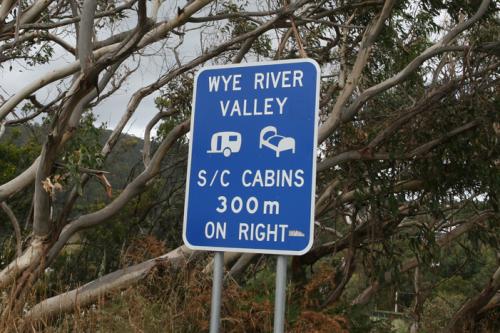 WYE RIVER
VALLEY
S/C CABINS
300m
ON RIGHT